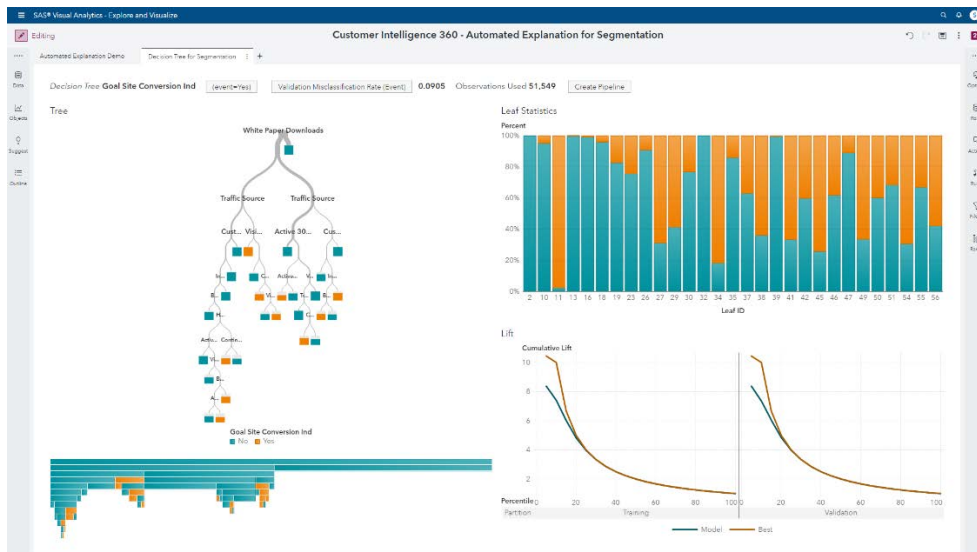 SAS® Visual Analytics - Explore and Visualize
Editing
Customer Intelligence 360 - Automated Explanation for Segmentation
Automated Explanation Demo
Decision Tree for Segmentation
Data
Objects
Suggest
Outline
Decision Tree Goal Site Conversion Ind (event=Yes) Validation Misclassification Rate (Event) 0.0905 Observations Used 51,549 Create Pipeline
Tree
White Paper Downloads
Traffic Source Traffic Source
Cust... Visi... Active 30... Cus...
Goal Site Conversion Ind
No Yes
Leaf Statistics
Percent
100%
80%
60%
40%
20%
0%
2 10 11 13 16 18 19 23 26 27 29 30 32 34 35 37 38 39 41 42 45 46 47 49 50 51 54 55 56
Leaf ID
Lift
Cumulative Lift
10
8
6
4
2
Percentile 0 20 40 60 80 100 0 20 40 60 80 100
Partition Training Validation
Model Best